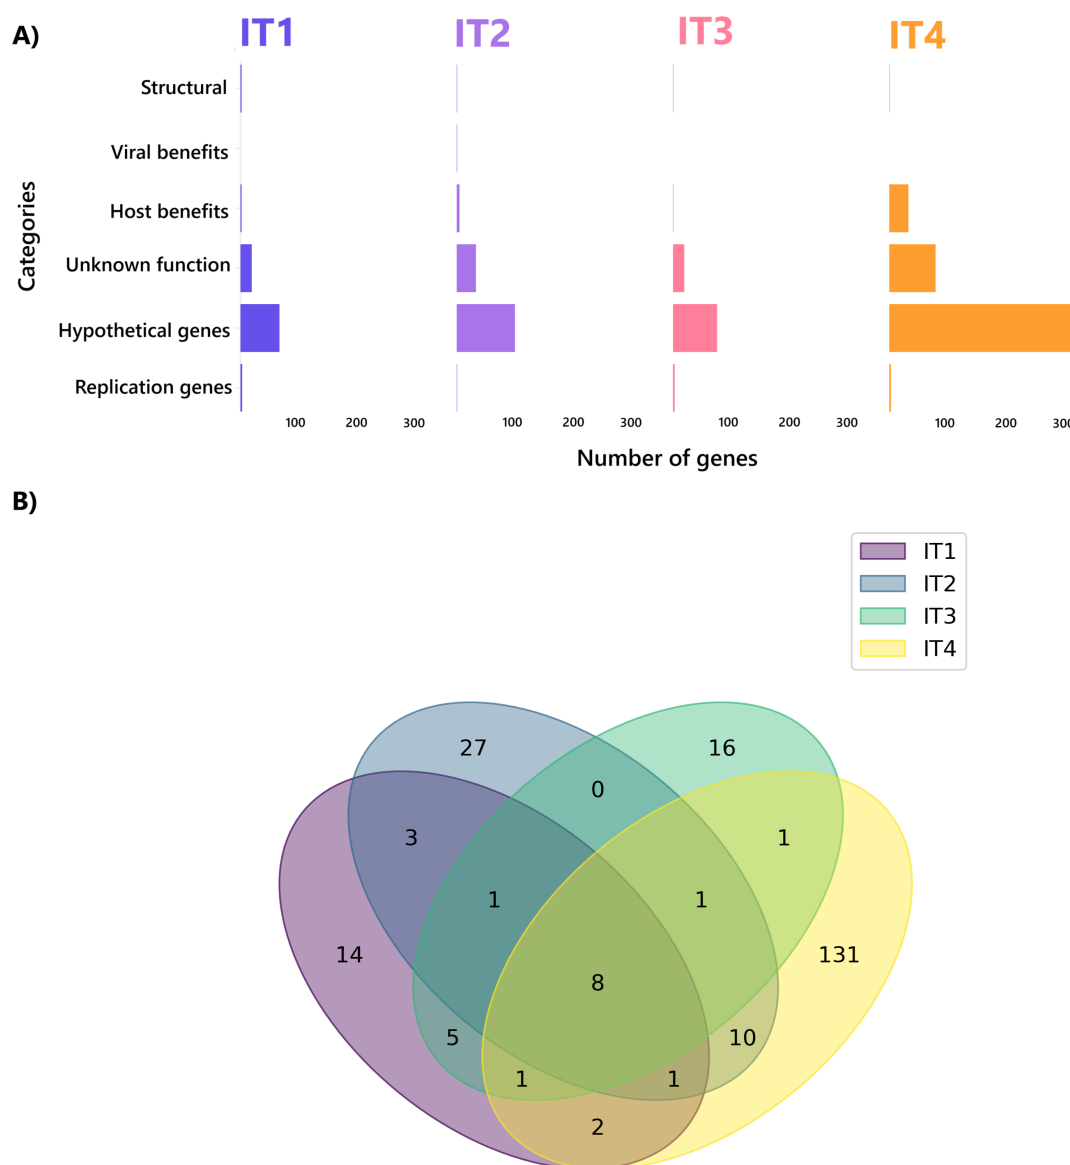 A)
IT1 IT2 IT3 IT4
Categories
Structural
Viral benefits
Host benefits
Unknown function
Hypothetical genes
Replication genes
100 200 300 100 200 300 100 200 300 100 200 300
Number of genes
B)
IT1
IT2
IT3
IT4
27 16
0
3 1
1 1
14 131
8
5 10
1 1
2